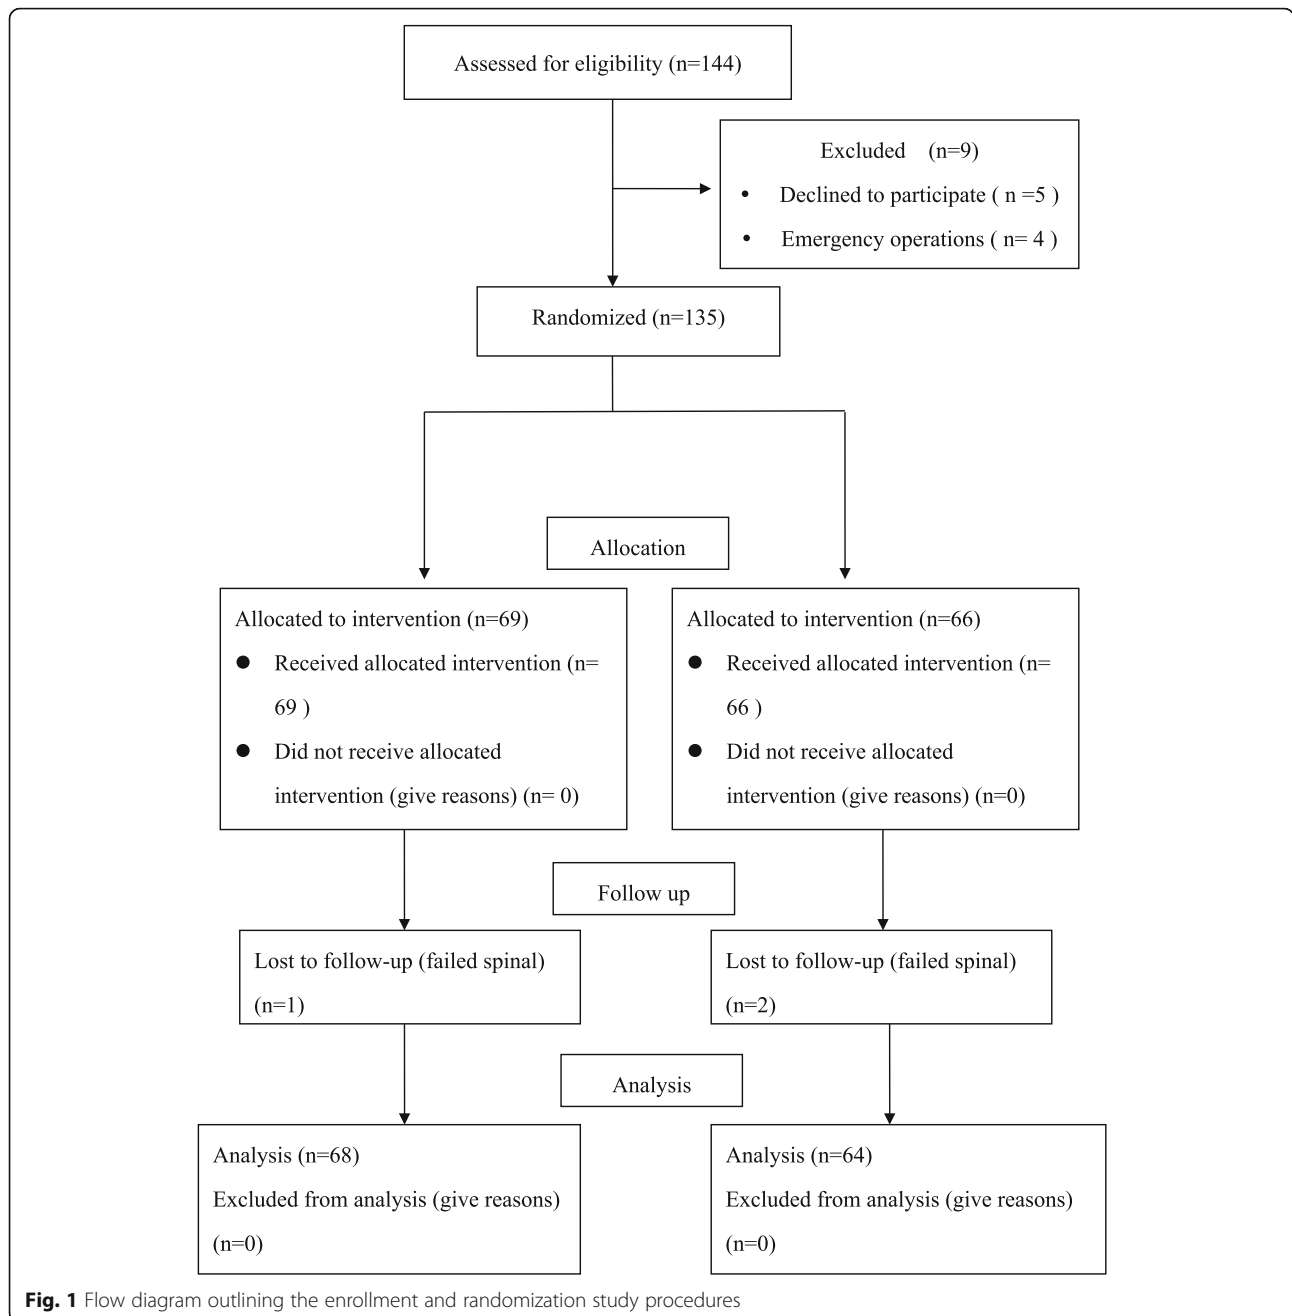 Assessed for eligibility (n=144)
Excluded (n=9)
• Declined to participate ( n =5 )
• Emergency operations ( n= 4 )
Randomized (n=135)
Allocation
Allocated to intervention (n=69)
● Received allocated intervention (n=
69 )
● Did not receive allocated
intervention (give reasons) (n= 0)
Allocated to intervention (n=66)
● Received allocated intervention (n=
66 )
● Did not receive allocated
intervention (give reasons) (n=0)
Follow up
Lost to follow-up (failed spinal)
(n=1)
Lost to follow-up (failed spinal)
(n=2)
Analysis
Analysis (n=68)
Excluded from analysis (give reasons)
(n=0)
Analysis (n=64)
Excluded from analysis (give reasons)
(n=0)
Fig. 1 Flow diagram outlining the enrollment and randomization study procedures